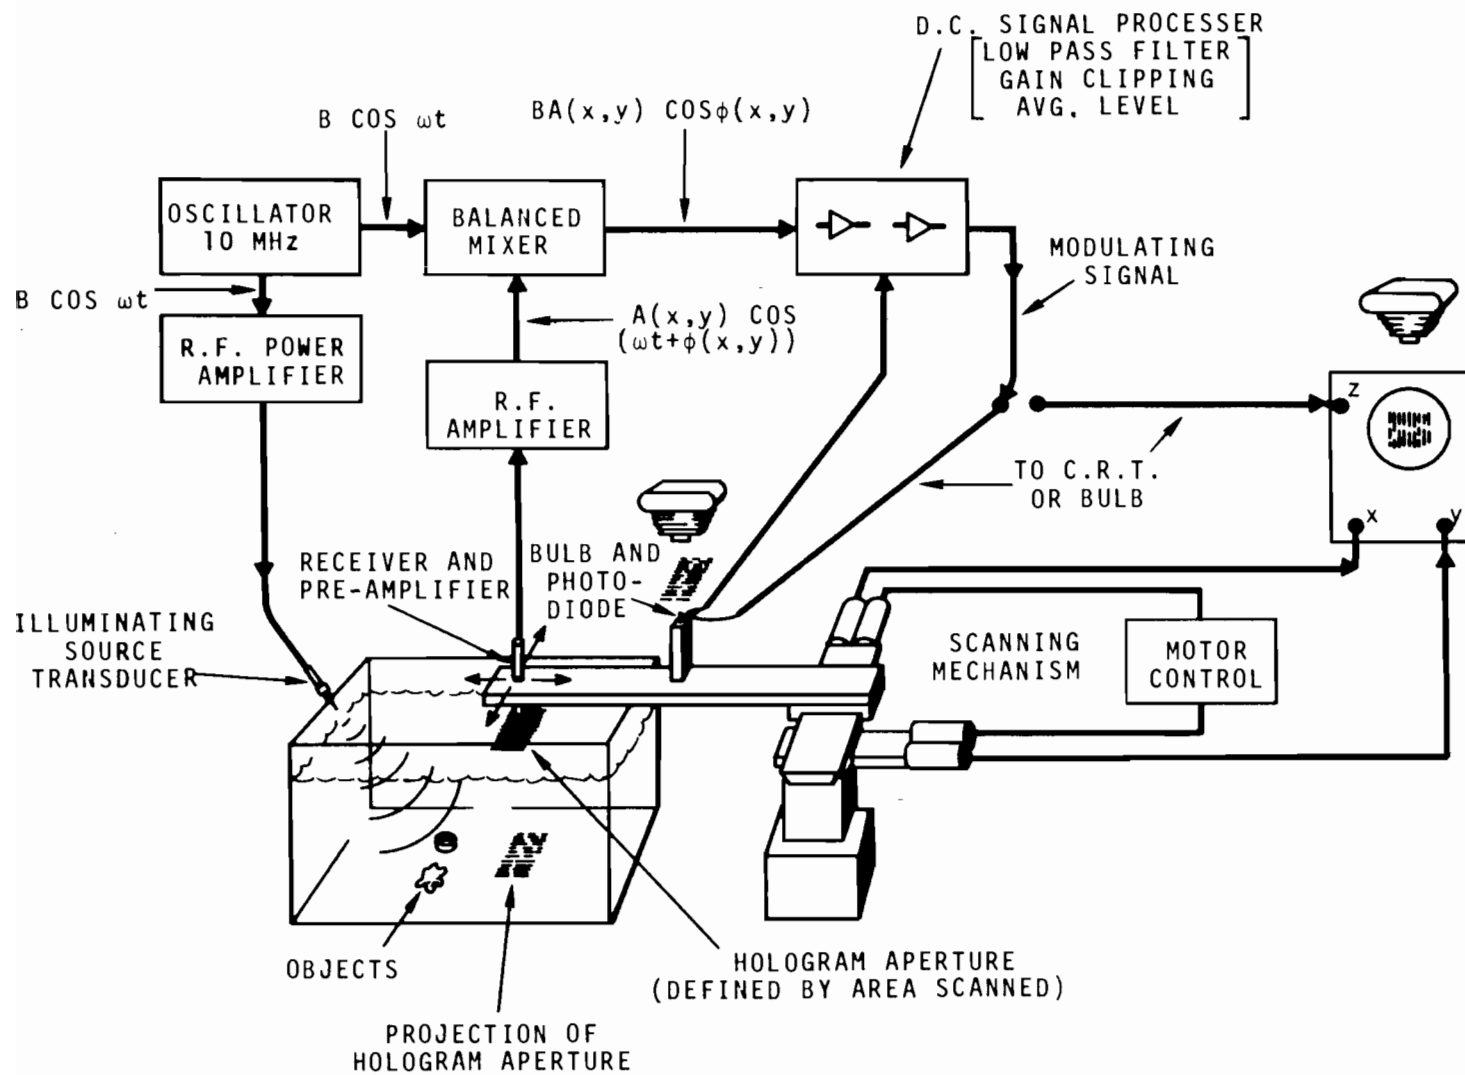 D.C. SIGNAL PROCESSER
LOW PASS FILTER
GAIN CLIPPING
AVG. LEVEL
B COS ωt
BA(x,y) COSϕ(x,y)
OSCILLATOR
10 MHz
BALANCED
MIXER
MODULATING
SIGNAL
B COS ωt
A(x,y) COS
(ωt+ϕ(x,y))
R.F. POWER
AMPLIFIER
R.F.
AMPLIFIER
z
TO C.R.T.
OR BULB
x
y
RECEIVER AND
PRE-AMPLIFIER
BULB AND
PHOTO-
DIODE
ILLUMINATING
SOURCE
TRANSDUCER
SCANNING
MECHANISM
MOTOR
CONTROL
OBJECTS
HOLOGRAM APERTURE
(DEFINED BY AREA SCANNED)
PROJECTION OF
HOLOGRAM APERTURE